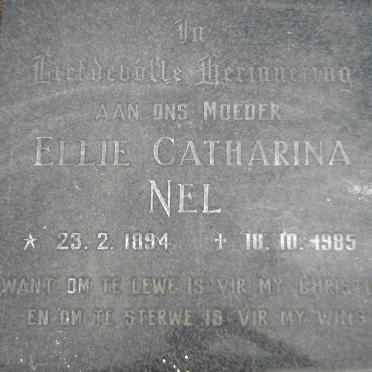 In
Liefdevolle Herinnering
AAN ONS MOEDER
ELLIE CATHARINA
NEL
★ 23. 2. 1894 ✝ 18. 10. 1985
WANT OM TE LEWE IS VIR MY CHRISTUS
EN OM TE STERWE IS VIR MY WINS